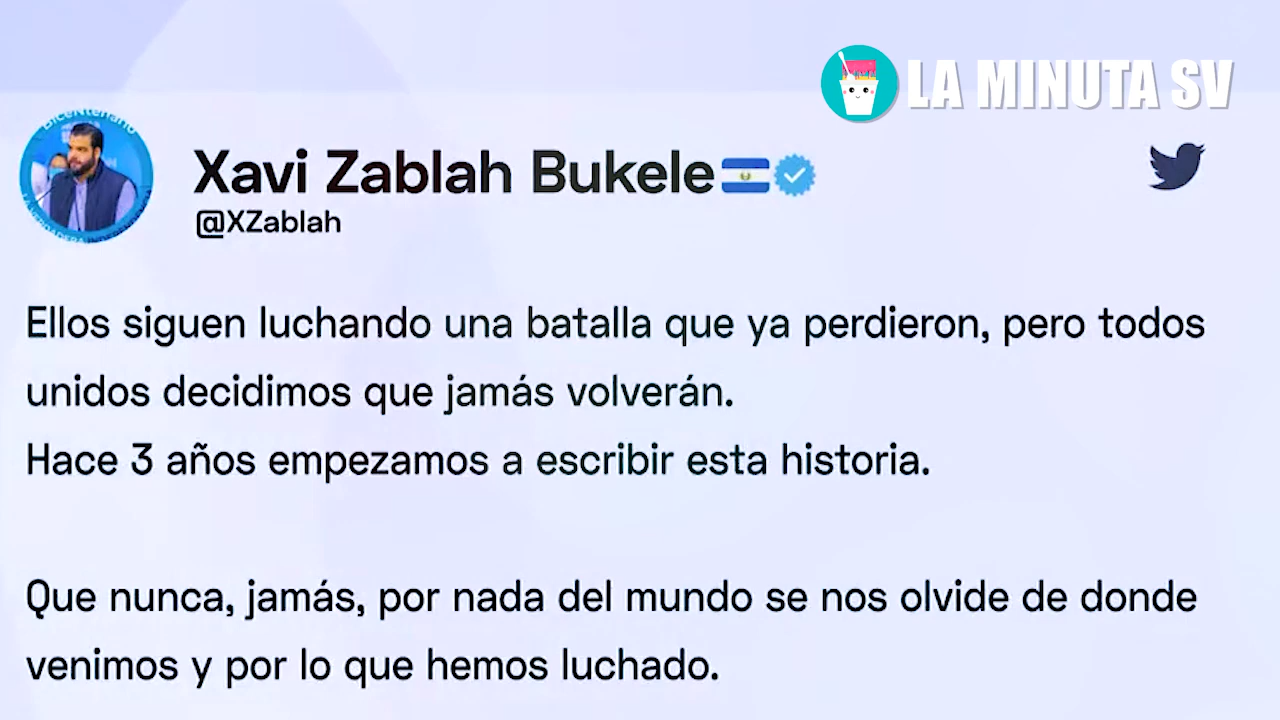 LA MINUTA SV
Bicentenario
Xavi Zablah Bukele
@XZablah
Ellos siguen luchando una batalla que ya perdieron, pero todos
unidos decidimos que jamás volverán.
Hace 3 años empezamos a escribir esta historia.
Que nunca, jamás, por nada del mundo se nos olvide de donde
venimos y por lo que hemos luchado.